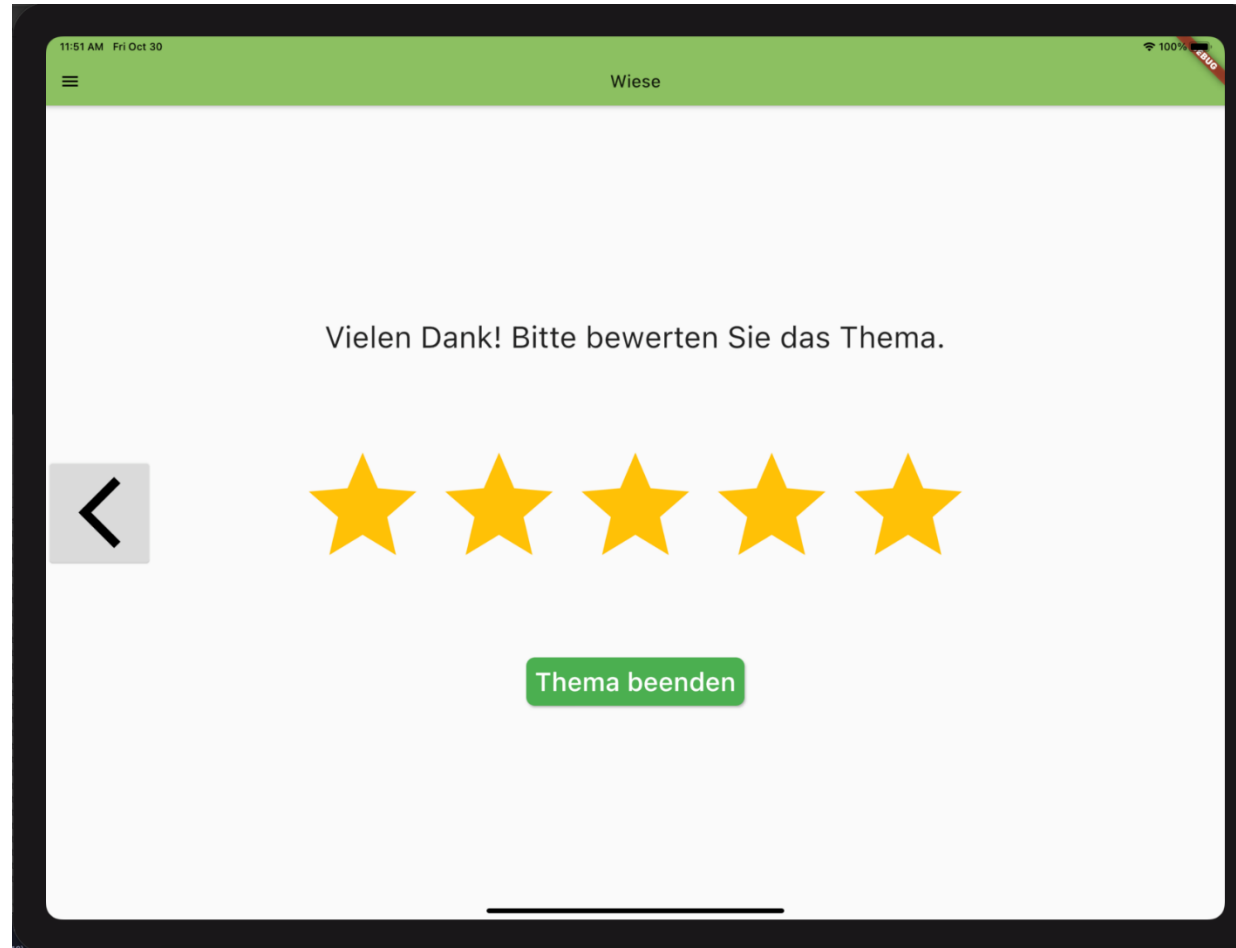 11:51 AM Fri Oct 30
100%
Wiese
Vielen Dank! Bitte bewerten Sie das Thema.
Thema beenden